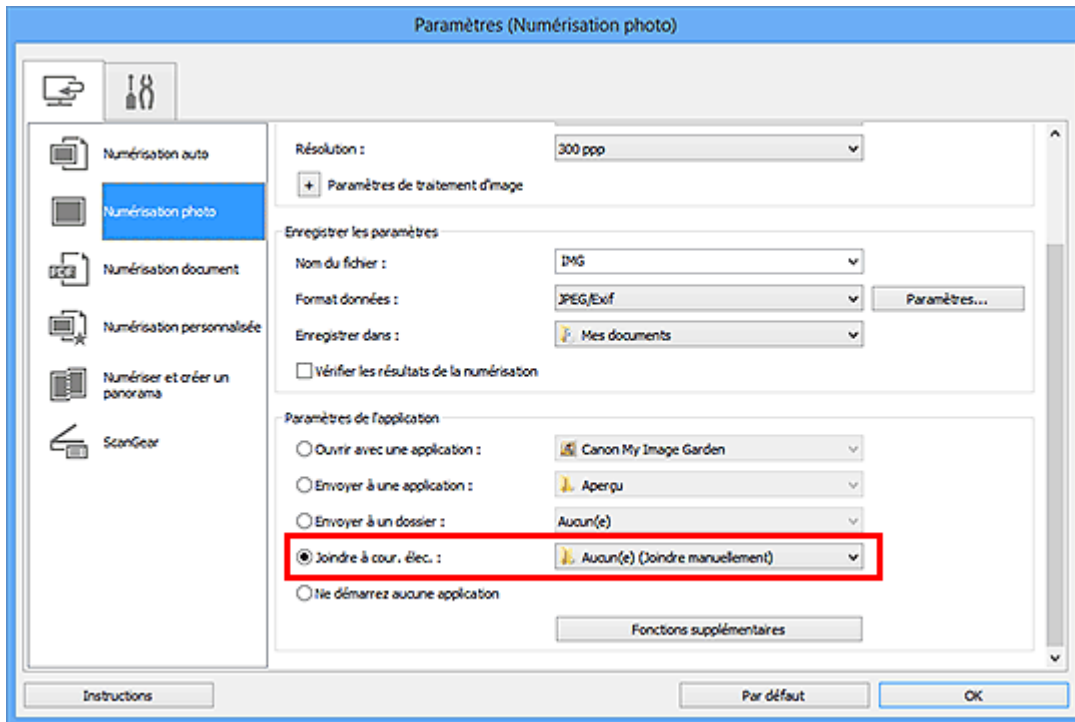 Paramètres (Numérisation photo)
Numérisation auto
Numérisation photo
Numérisation document
Numérisation personnalisée
Numériser et créer un
panorama
ScanGear
Résolution : 300 ppp
+ Paramètres de traitement d'image
Enregistrer les paramètres
Nom du fichier : IMG
Format données : JPEG/Exif Paramètres...
Enregistrer dans : Mes documents
Vérifier les résultats de la numérisation
Paramètres de l'application
Ouvrir avec une application : Canon My Image Garden
Envoyer à une application : Aperçu
Envoyer à un dossier : Aucun(e)
Joindre à cour. élec. : Aucun(e) (Joindre manuellement)
Ne démarrez aucune application
Fonctions supplémentaires
Instructions Par défaut OK